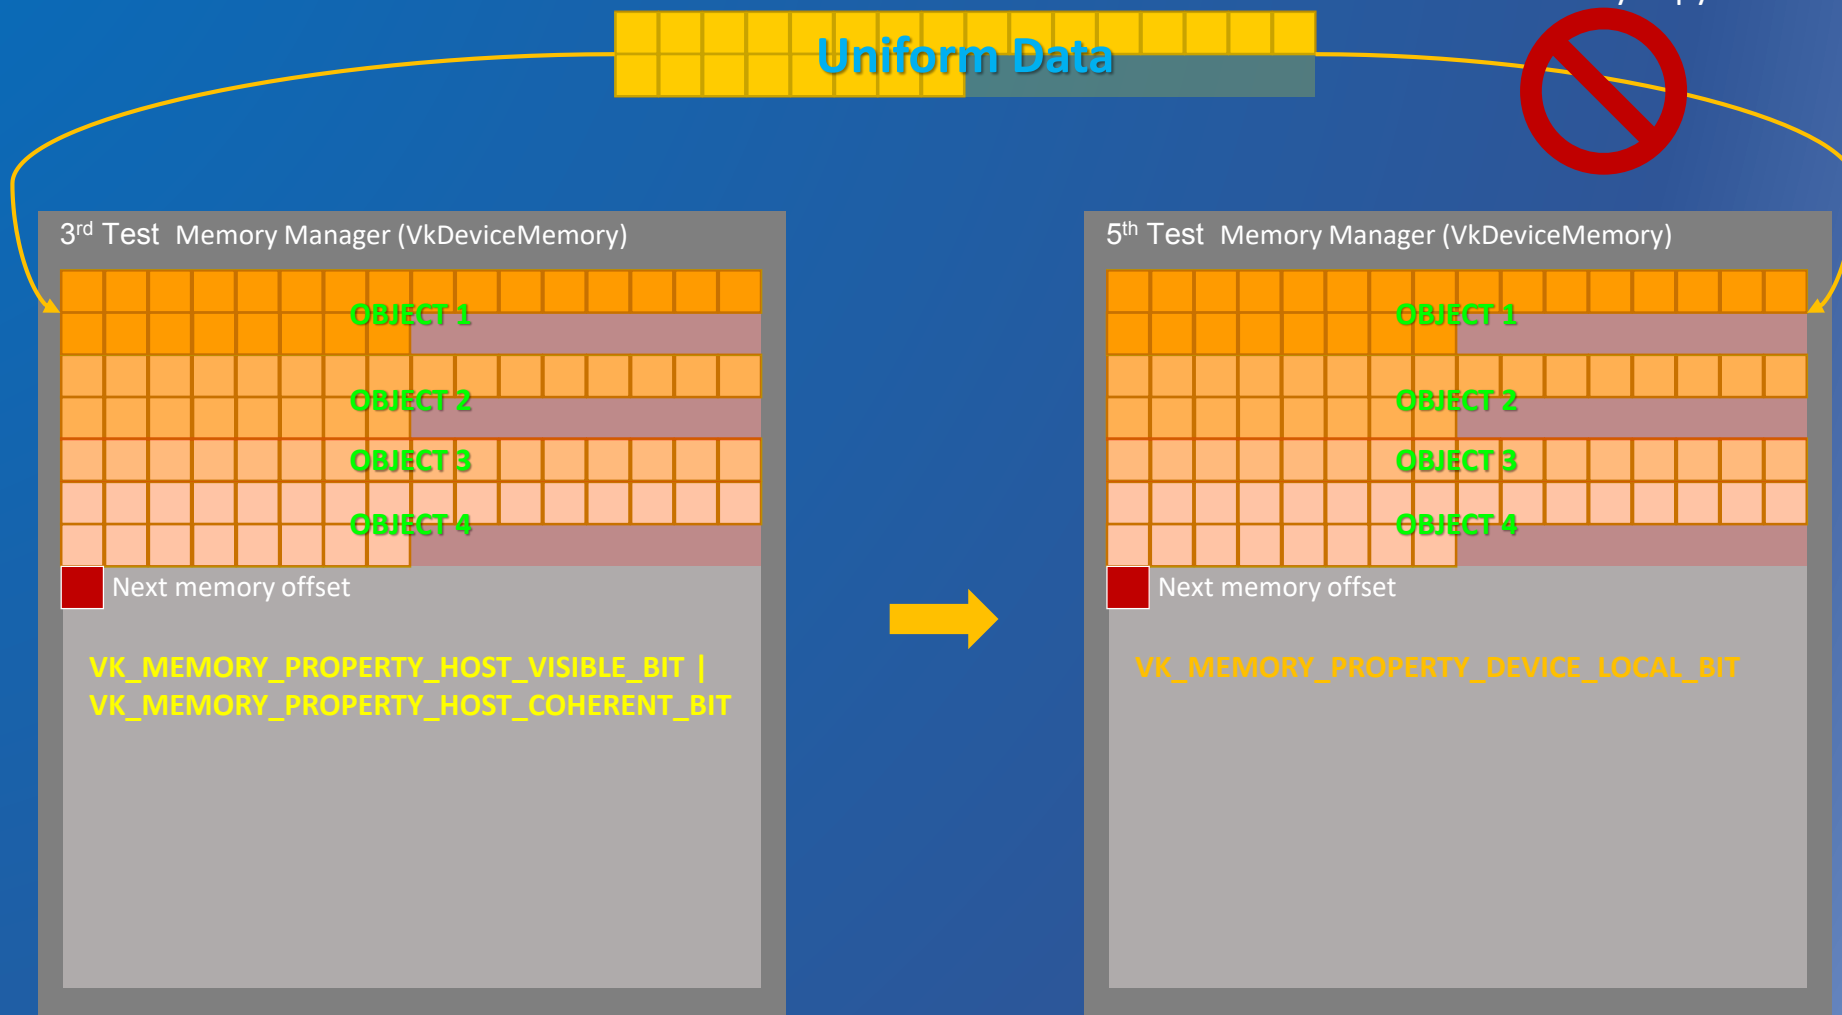 Uniform Data
3rd Test Memory Manager (VkDeviceMemory)
OBJECT 1
OBJECT 2
OBJECT 3
OBJECT 4
Next memory offset
VK_MEMORY_PROPERTY_HOST_VISIBLE_BIT |
VK_MEMORY_PROPERTY_HOST_COHERENT_BIT
5th Test Memory Manager (VkDeviceMemory)
OBJECT 1
OBJECT 2
OBJECT 3
OBJECT 4
Next memory offset
VK_MEMORY_PROPERTY_DEVICE_LOCAL_BIT